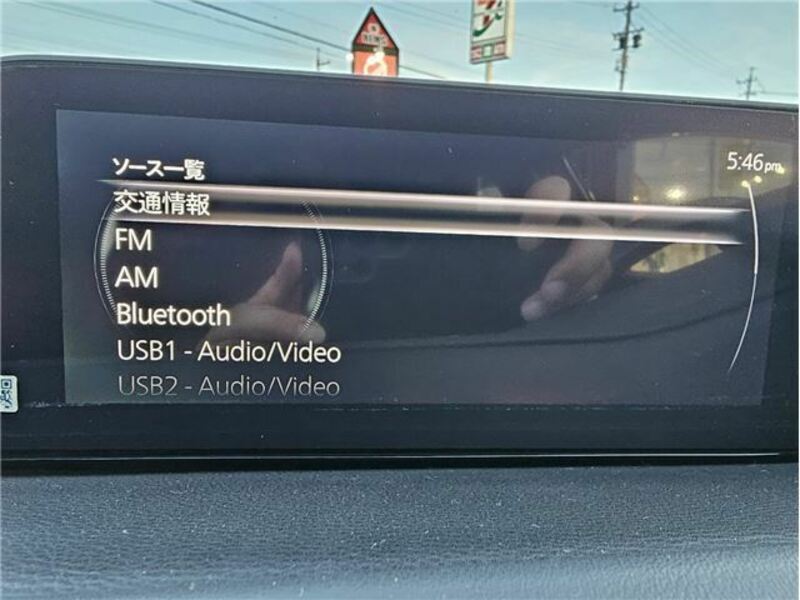 5:46pm
ソース一覧
交通情報
FM
AM
Bluetooth
USB1 - Audio/Video
USB2 - Audio/Video